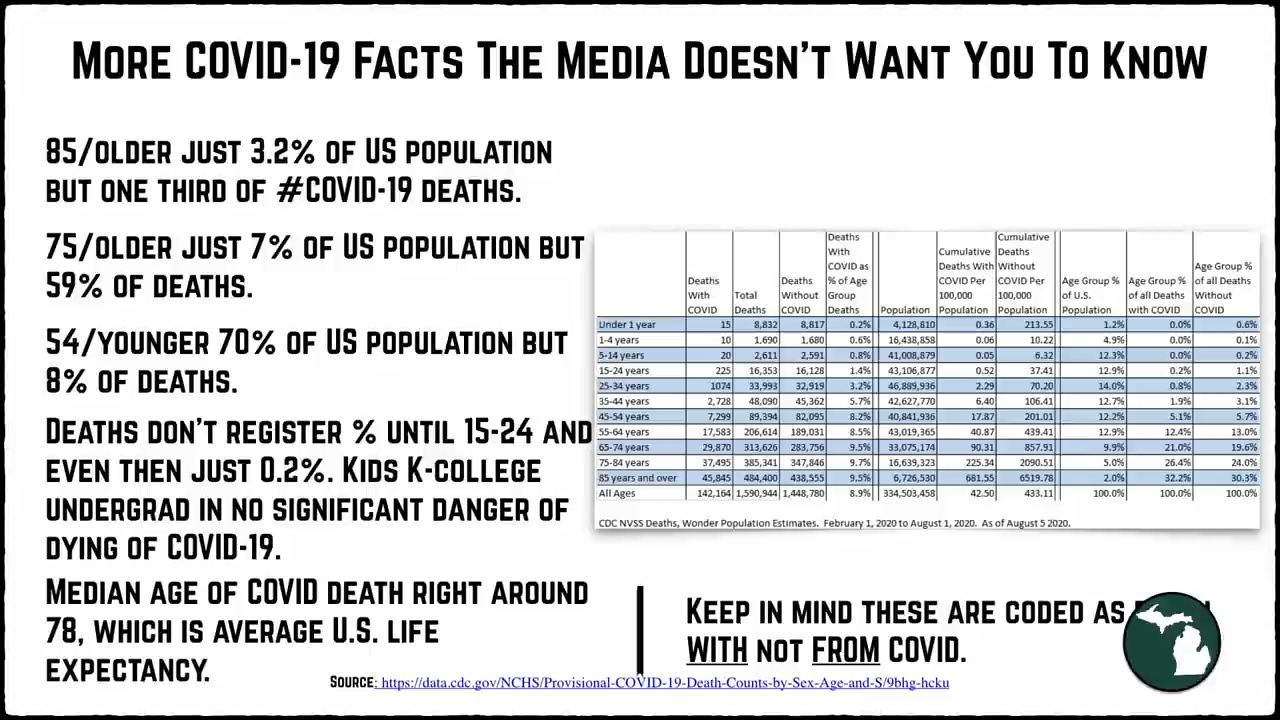 More COVID-19 Facts The Media Doesn't Want You To Know
85/older just 3.2% of US population
but one third of #COVID-19 deaths.
75/older just 7% of US population but
59% of deaths.
54/younger 70% of US population but
8% of deaths.
Deaths don't register % until 15-24 and
even then just 0.2%. Kids K-college
undergrad in no significant danger of
dying of COVID-19.
Median age of COVID death right around
78, which is average U.S. life
expectancy.
Deaths With COVID | Total Deaths | Deaths Without COVID | Deaths With COVID as % of Age Group Deaths | Population | Cumulative Deaths With COVID Per 100,000 Population | Cumulative Deaths Without COVID Per 100,000 Population | Age Group % of U.S. Population | Age Group % of all Deaths with COVID | Age Group % of all Deaths Without COVID
Under 1 year 15 8,832 8,817 0.2% 4,128,810 0.36 213.55 1.2% 0.0% 0.6%
1-4 years 10 1,690 1,680 0.6% 16,438,858 0.06 10.22 4.9% 0.0% 0.1%
5-14 years 20 2,611 2,591 0.8% 41,008,879 0.05 6.32 12.3% 0.0% 0.2%
15-24 years 225 16,353 16,128 1.4% 43,106,877 0.52 37.41 12.9% 0.2% 1.1%
25-34 years 1074 33,993 32,919 3.2% 46,889,936 2.29 70.20 14.0% 0.8% 2.3%
35-44 years 2,728 48,090 45,362 5.7% 42,627,770 6.40 106.41 12.7% 1.9% 3.1%
45-54 years 7,299 89,394 82,095 8.2% 40,841,936 17.87 201.01 12.2% 5.1% 5.7%
55-64 years 17,583 206,614 189,031 8.5% 43,019,365 40.87 439.41 12.9% 12.4% 13.0%
65-74 years 29,870 313,626 283,756 9.5% 33,075,174 90.31 857.91 9.9% 21.0% 19.6%
75-84 years 37,495 385,341 347,846 9.7% 16,639,323 225.34 2090.51 5.0% 26.4% 24.0%
85 years and over 45,845 484,400 438,555 9.5% 6,726,530 681.55 6519.78 2.0% 32.2% 30.3%
All Ages 142,164 1,590,944 1,448,780 8.9% 334,503,458 42.50 433.11 100.0% 100.0% 100.0%
CDC NVSS Deaths, Wonder Population Estimates. February 1, 2020 to August 1, 2020. As of August 5 2020.
Keep in mind these are coded as
WITH not FROM COVID.
Source: https://data.cdc.gov/NCHS/Provisional-COVID-19-Death-Counts-by-Sex-Age-and-S/9bhg-hcku